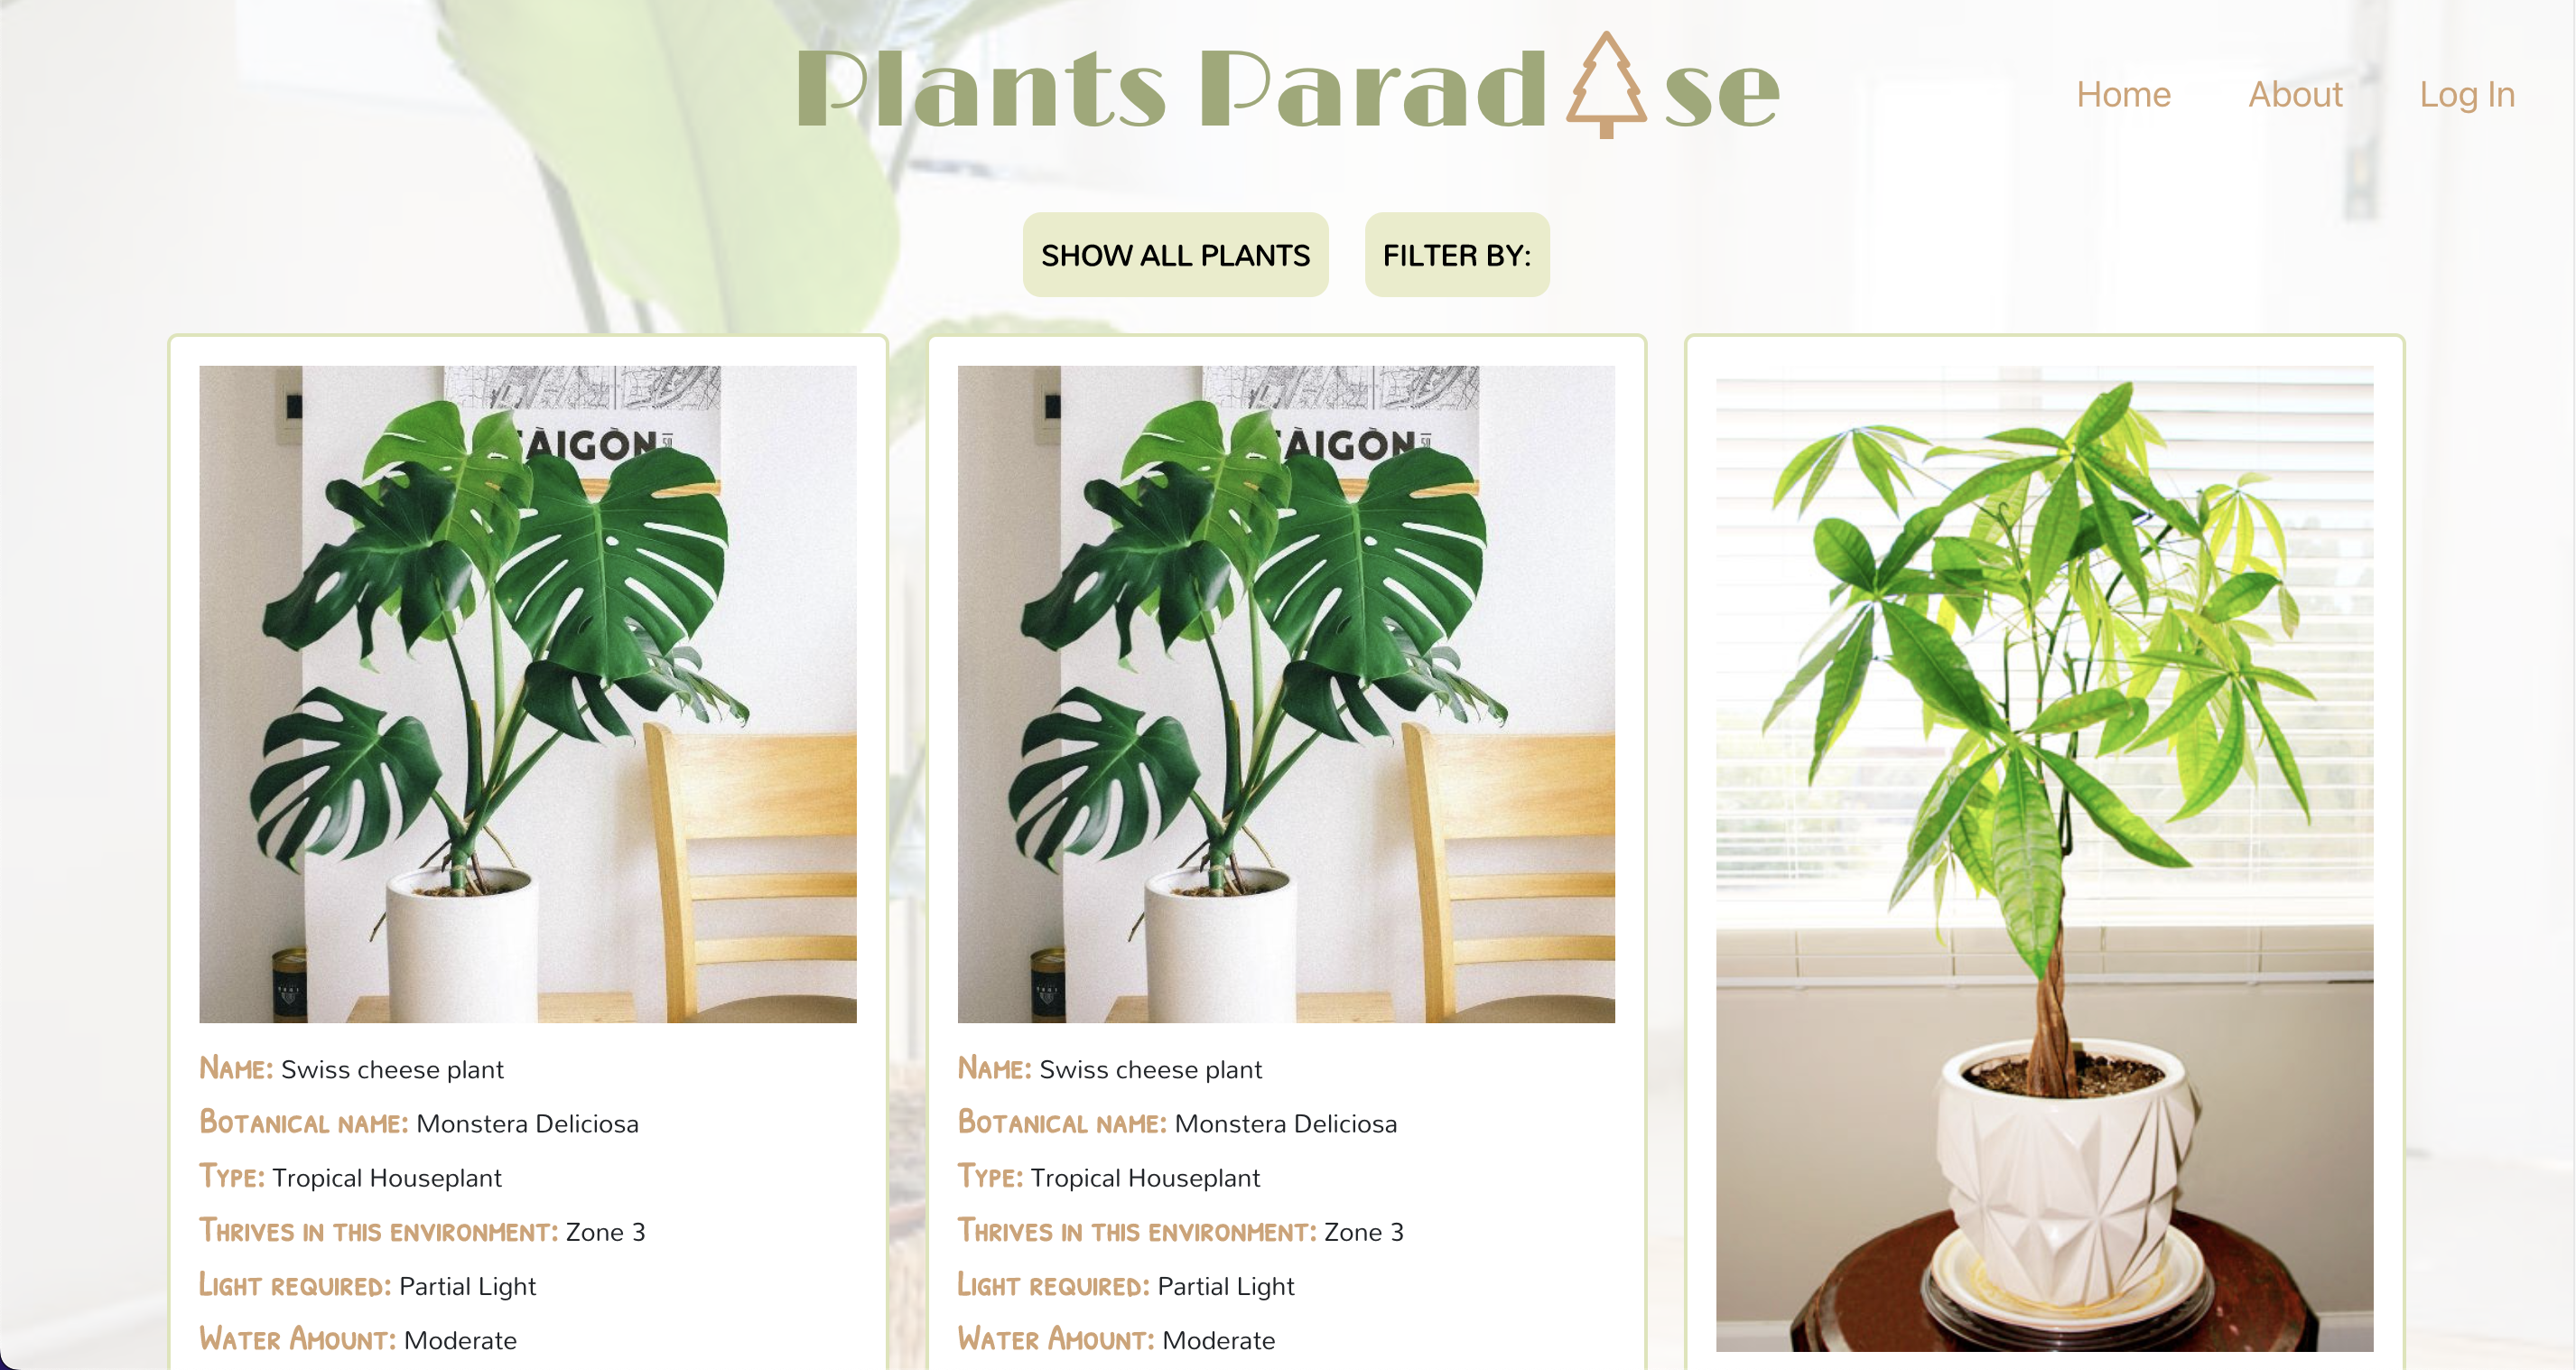 Plants Parad se
Home About Log In
SHOW ALL PLANTS FILTER BY:
ÀIGÒN
ÀIGÒN
Name: Swiss cheese plant
Botanical name: Monstera Deliciosa
Type: Tropical Houseplant
Thrives in this environment: Zone 3
Light required: Partial Light
Water Amount: Moderate
Name: Swiss cheese plant
Botanical name: Monstera Deliciosa
Type: Tropical Houseplant
Thrives in this environment: Zone 3
Light required: Partial Light
Water Amount: Moderate